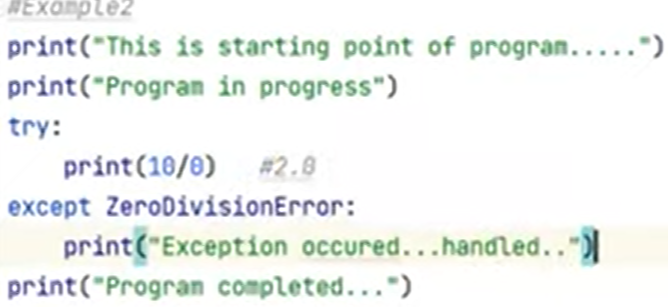 #Example2
print("This is starting point of program.....")
print("Program in progress")
try:
    print(10/0)   #2.0
except ZeroDivisionError:
    print("Exception occured...handled..")
print("Program completed...")